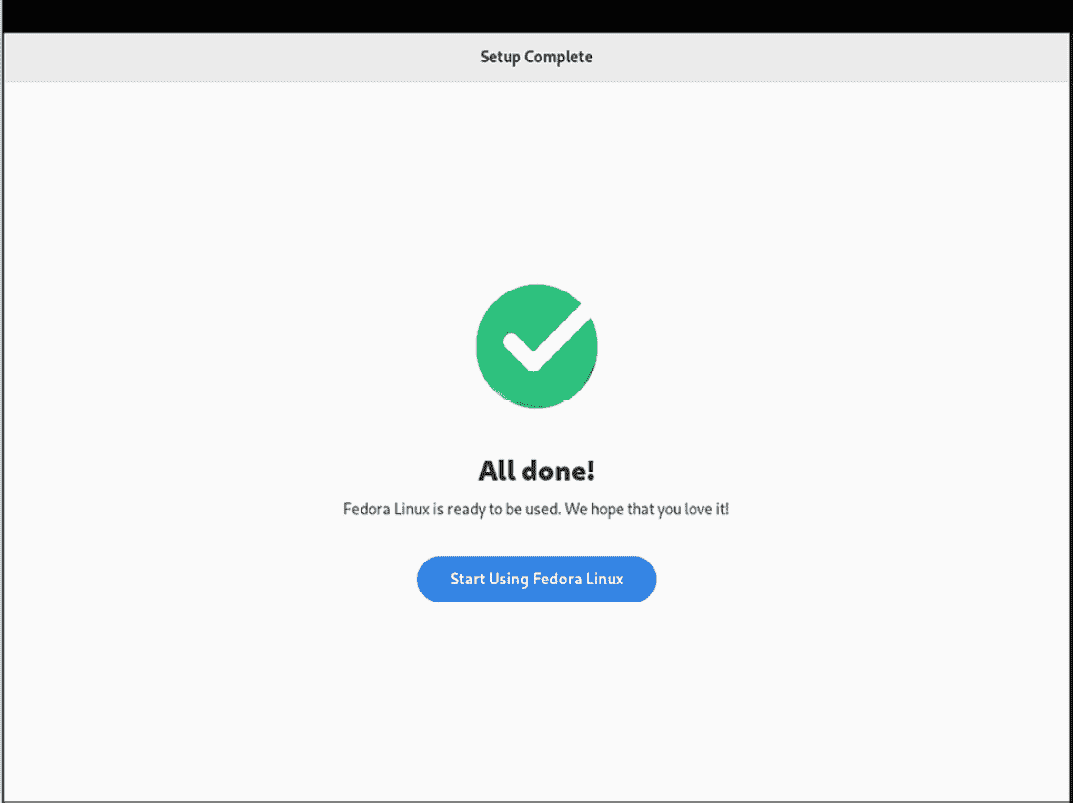 Setup Complete
All done!
Fedora Linux is ready to be used. We hope that you love it!
Start Using Fedora Linux